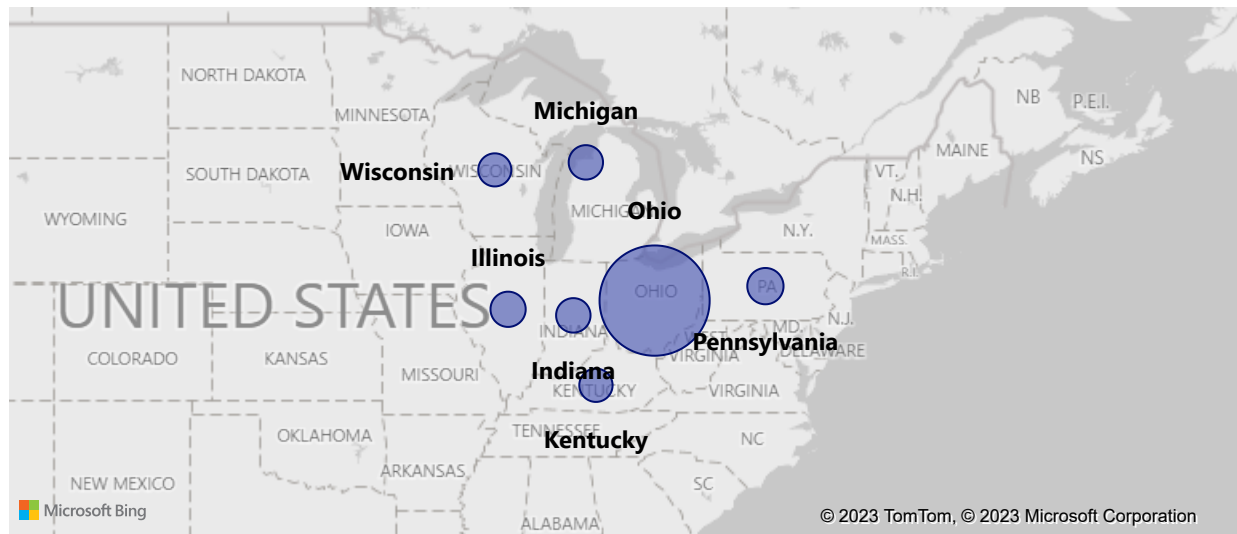 NORTH DAKOTA
MINNESOTA
Michigan
NB
P.E.I.
NS
MAINE
VT.
N.H.
Wisconsin
WISCONSIN
SOUTH DAKOTA
WYOMING
IOWA
MICHIGAN
Ohio
N.Y.
MASS.
R.I.
Illinois
UNITED STATES
OHIO
PA
INDIANA
MD.
N.J.
WEST
VIRGINIA
Pennsylvania
DELAWARE
COLORADO
KANSAS
MISSOURI
Indiana
KENTUCKY
VIRGINIA
OKLAHOMA
TENNESSEE
Kentucky
NC
NEW MEXICO
ARKANSAS
SC
Microsoft Bing
ALABAMA
© 2023 TomTom, © 2023 Microsoft Corporation